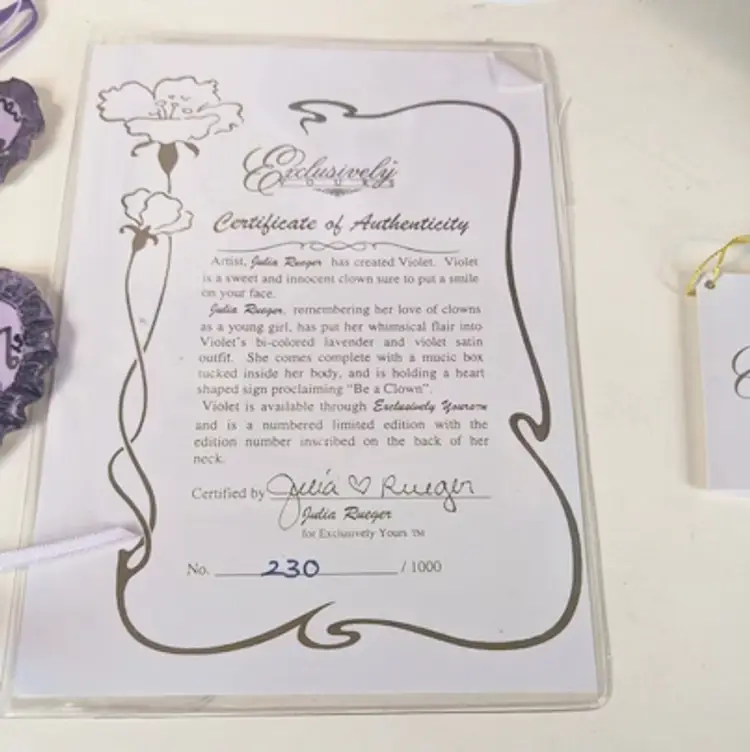 Exclusively
YOURS
Certificate of Authenticity
Artist, Julia Rueger has created Violet. Violet
is a sweet and innocent clown sure to put a smile
on your face.
Julia Rueger, remembering her love of clowns
as a young girl, has put her whimsical flair into
Violet's bi-colored lavender and violet satin
outfit. She comes complete with a mucic box
tucked inside her body, and is holding a heart
shaped sign proclaiming "Be a Clown".
Violet is available through Exclusively Yours™
and is a numbered limited edition with the
edition number inscribed on the back of her
neck.
Certified by Julia ♡ Rueger
Julia Rueger
for Exclusively Yours ™
No. 230 / 1000